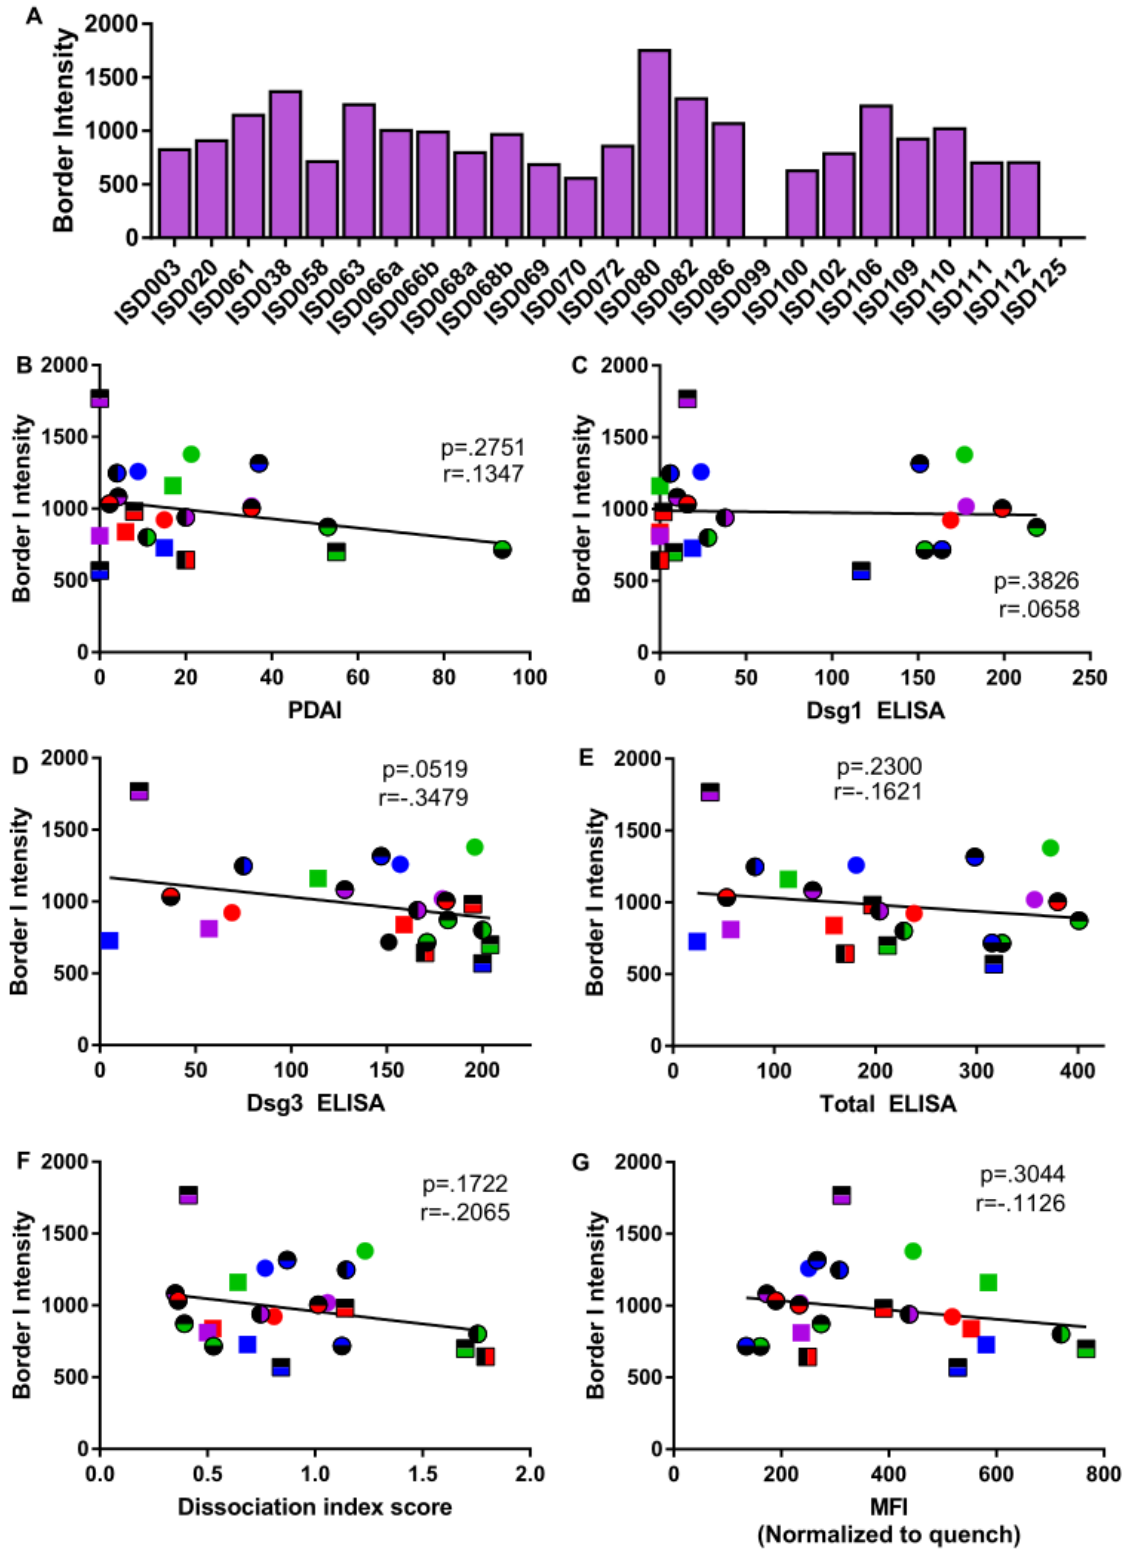 A
Border Intensity
2000
1500
1000
500
0
ISD003
ISD020
ISD061
ISD038
ISD058
ISD063
ISD066a
ISD066b
ISD068a
ISD068b
ISD069
ISD070
ISD072
ISD080
ISD082
ISD086
ISD099
ISD100
ISD102
ISD106
ISD109
ISD110
ISD111
ISD112
ISD125
B
Border I ntensity
2000
1500
1000
500
0
p=.2751
r=.1347
0 20 40 60 80 100
PDAI
C
Border I ntensity
2000
1500
1000
500
0
p=.3826
r=.0658
0 50 100 150 200 250
Dsg1 ELISA
D
Border I ntensity
2000
1500
1000
500
0
p=.0519
r=-.3479
0 50 100 150 200
Dsg3 ELISA
E
Border I ntensity
2000
1500
1000
500
0
p=.2300
r=-.1621
0 100 200 300 400
Total ELISA
F
Border I ntensity
2000
1500
1000
500
0
p=.1722
r=-.2065
0.0 0.5 1.0 1.5 2.0
Dissociation index score
G
Border I ntensity
2000
1500
1000
500
0
p=.3044
r=-.1126
0 200 400 600 800
MFI
(Normalized to quench)